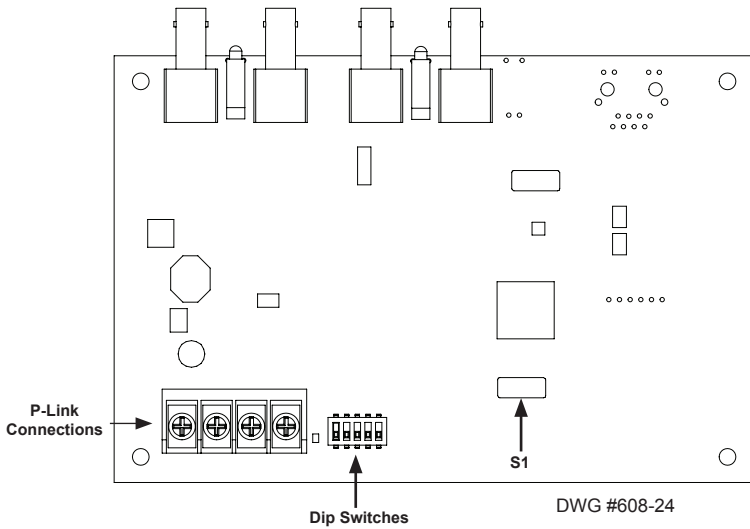 P-Link
Connections
S1
Dip Switches
DWG #608-24